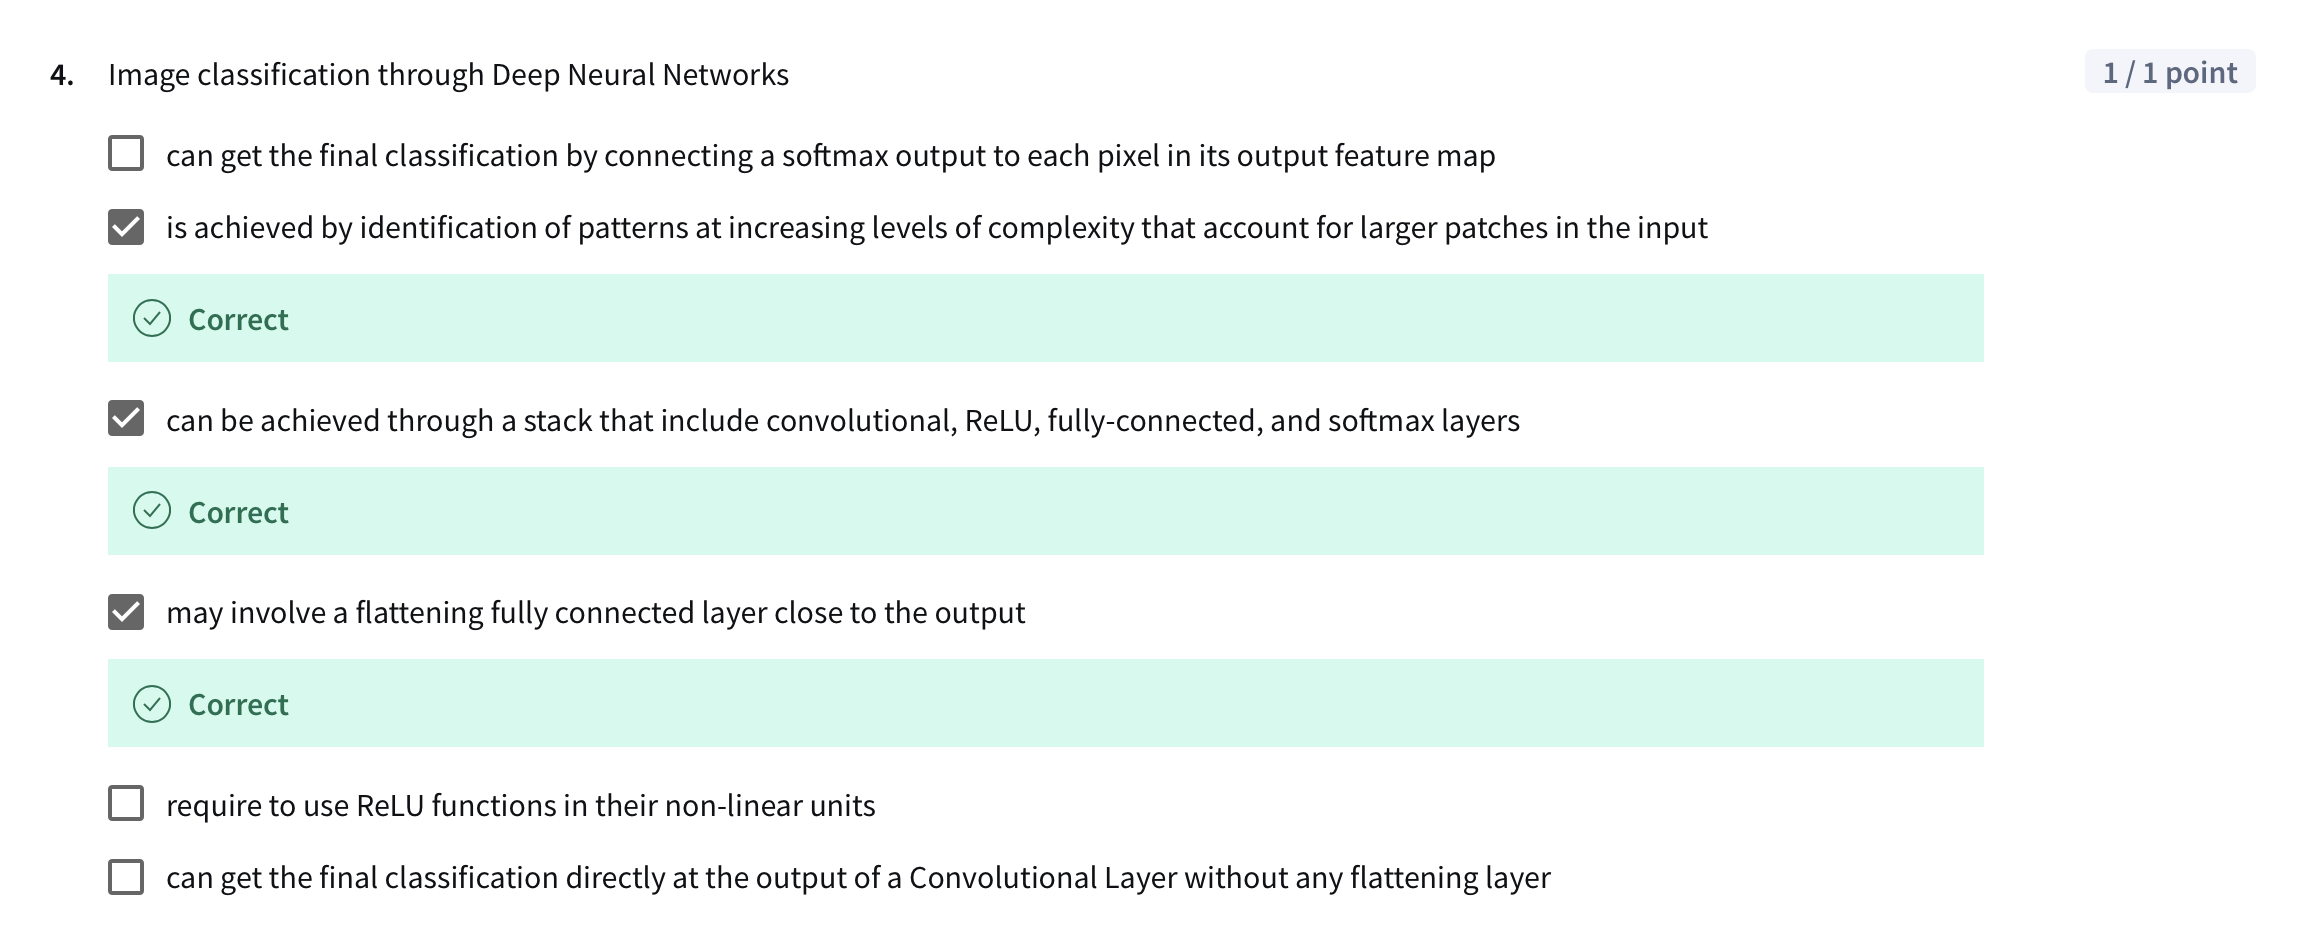 4. Image classification through Deep Neural Networks
1 / 1 point
can get the final classification by connecting a softmax output to each pixel in its output feature map
is achieved by identification of patterns at increasing levels of complexity that account for larger patches in the input
Correct
can be achieved through a stack that include convolutional, ReLU, fully-connected, and softmax layers
Correct
may involve a flattening fully connected layer close to the output
Correct
require to use ReLU functions in their non-linear units
can get the final classification directly at the output of a Convolutional Layer without any flattening layer